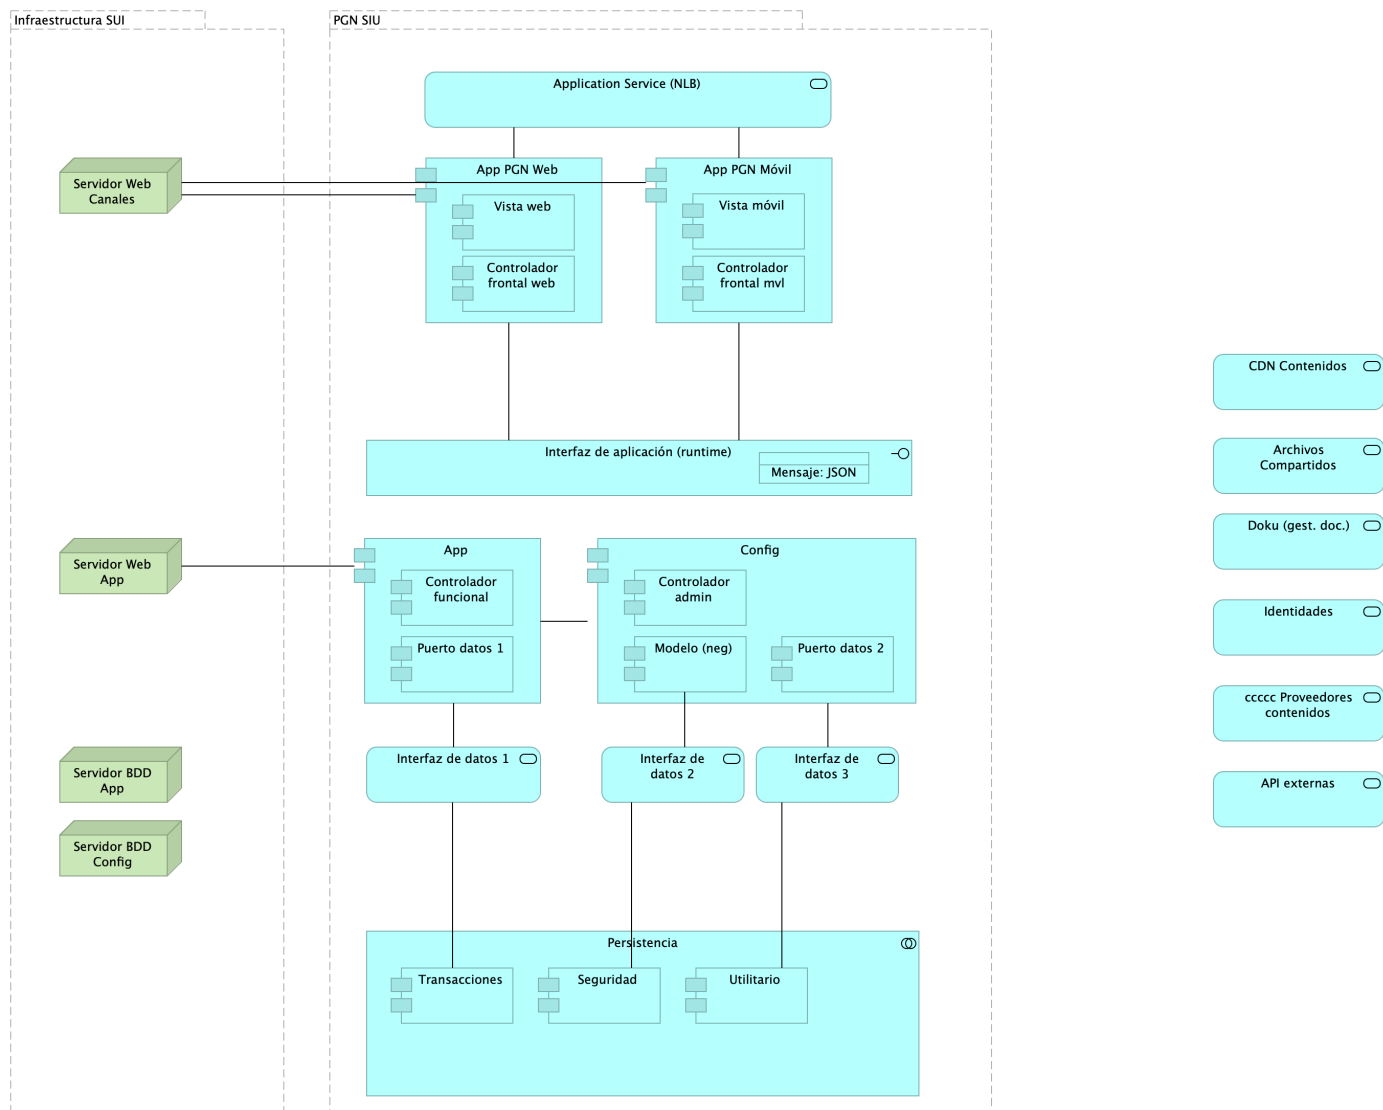 Infraestructura SUI
PGN SIU
Application Service (NLB)
Servidor Web
Canales
App PGN Web
App PGN Móvil
Vista web
Vista móvil
Controlador
frontal web
Controlador
frontal mvl
Interfaz de aplicación (runtime)
Mensaje: JSON
Servidor Web
App
App
Config
Controlador
funcional
Controlador
admin
Puerto datos 1
Modelo (neg)
Puerto datos 2
Servidor BDD
App
Interfaz de datos 1
Interfaz de
datos 2
Interfaz de
datos 3
Servidor BDD
Config
Persistencia
Transacciones
Seguridad
Utilitario
CDN Contenidos
Archivos
Compartidos
Doku (gest. doc.)
Identidades
ccccc Proveedores
contenidos
API externas